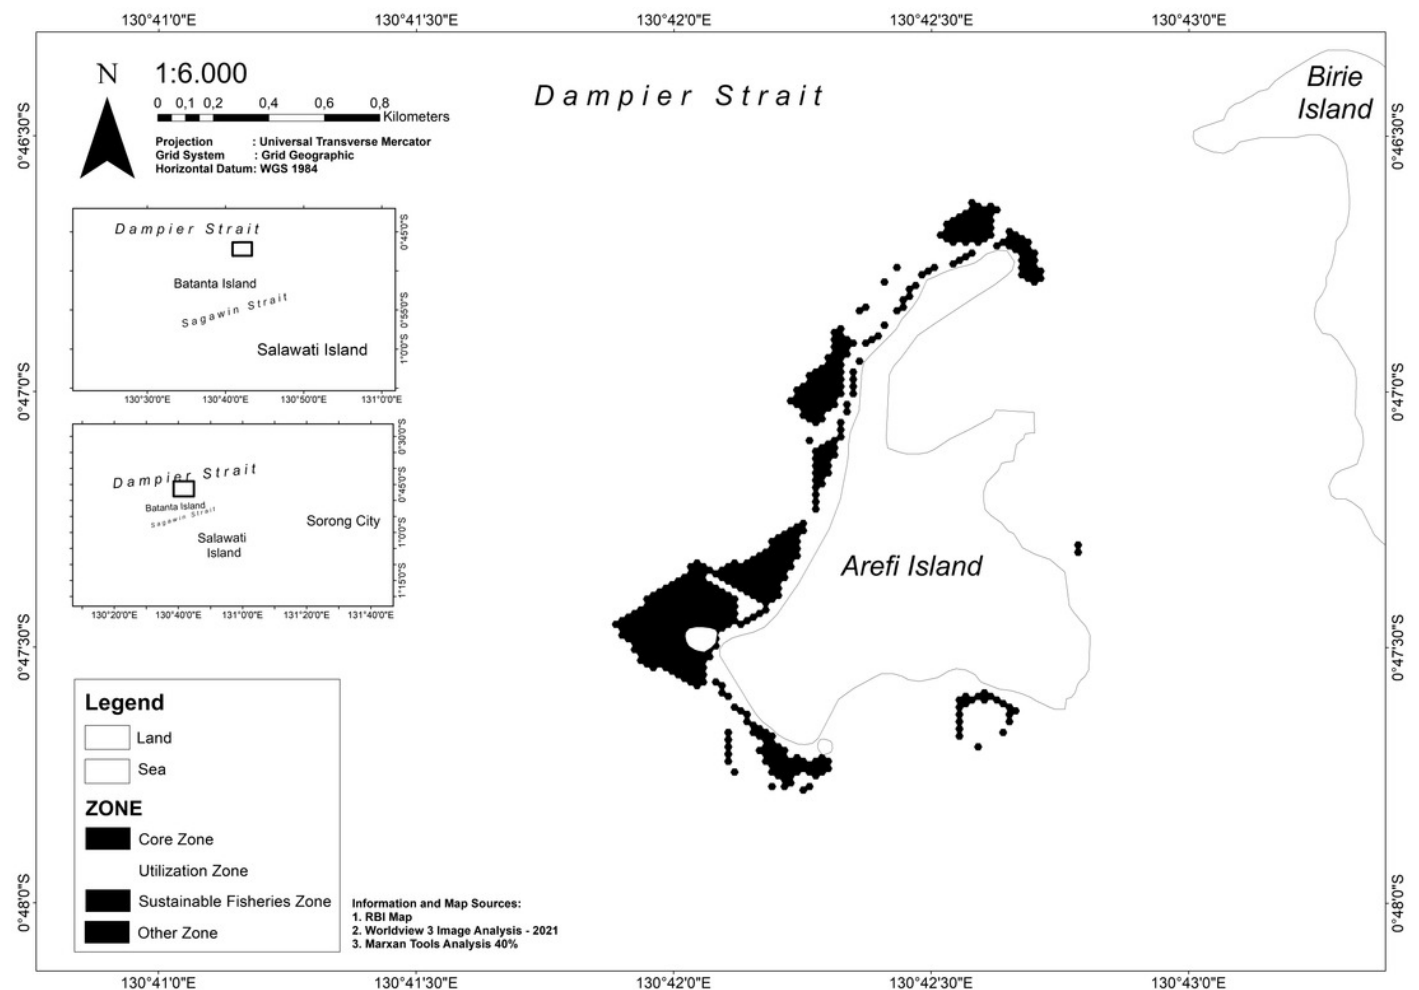 130°41'0"E 130°41'30"E 130°42'0"E 130°42'30"E 130°43'0"E
N
1:6.000
0 0,1 0,2 0,4 0,6 0,8
Kilometers
Projection : Universal Transverse Mercator
Grid System : Grid Geographic
Horizontal Datum: WGS 1984
Dampier Strait
Birie
Island
0°46'30"S
0°46'30"S
Dampier Strait
Batanta Island
Sagawin Strait
Salawati Island
0°45'0"S
0°55'0"S
1°0'0"S
130°30'0"E 130°40'0"E 130°50'0"E 131°0'0"E
0°47'0"S
0°47'0"S
Dampier Strait
Batanta Island
Sagawin Strait
Salawati
Island
Sorong City
0°30'0"S
0°45'0"S
1°0'0"S
1°15'0"S
130°20'0"E 130°40'0"E 131°0'0"E 131°20'0"E 131°40'0"E
Arefi Island
0°47'30"S
0°47'30"S
Legend
Land
Sea
ZONE
Core Zone
Utilization Zone
Sustainable Fisheries Zone
Other Zone
Information and Map Sources:
1. RBI Map
2. Worldview 3 Image Analysis - 2021
3. Marxan Tools Analysis 40%
0°48'0"S
0°48'0"S
130°41'0"E 130°41'30"E 130°42'0"E 130°42'30"E 130°43'0"E